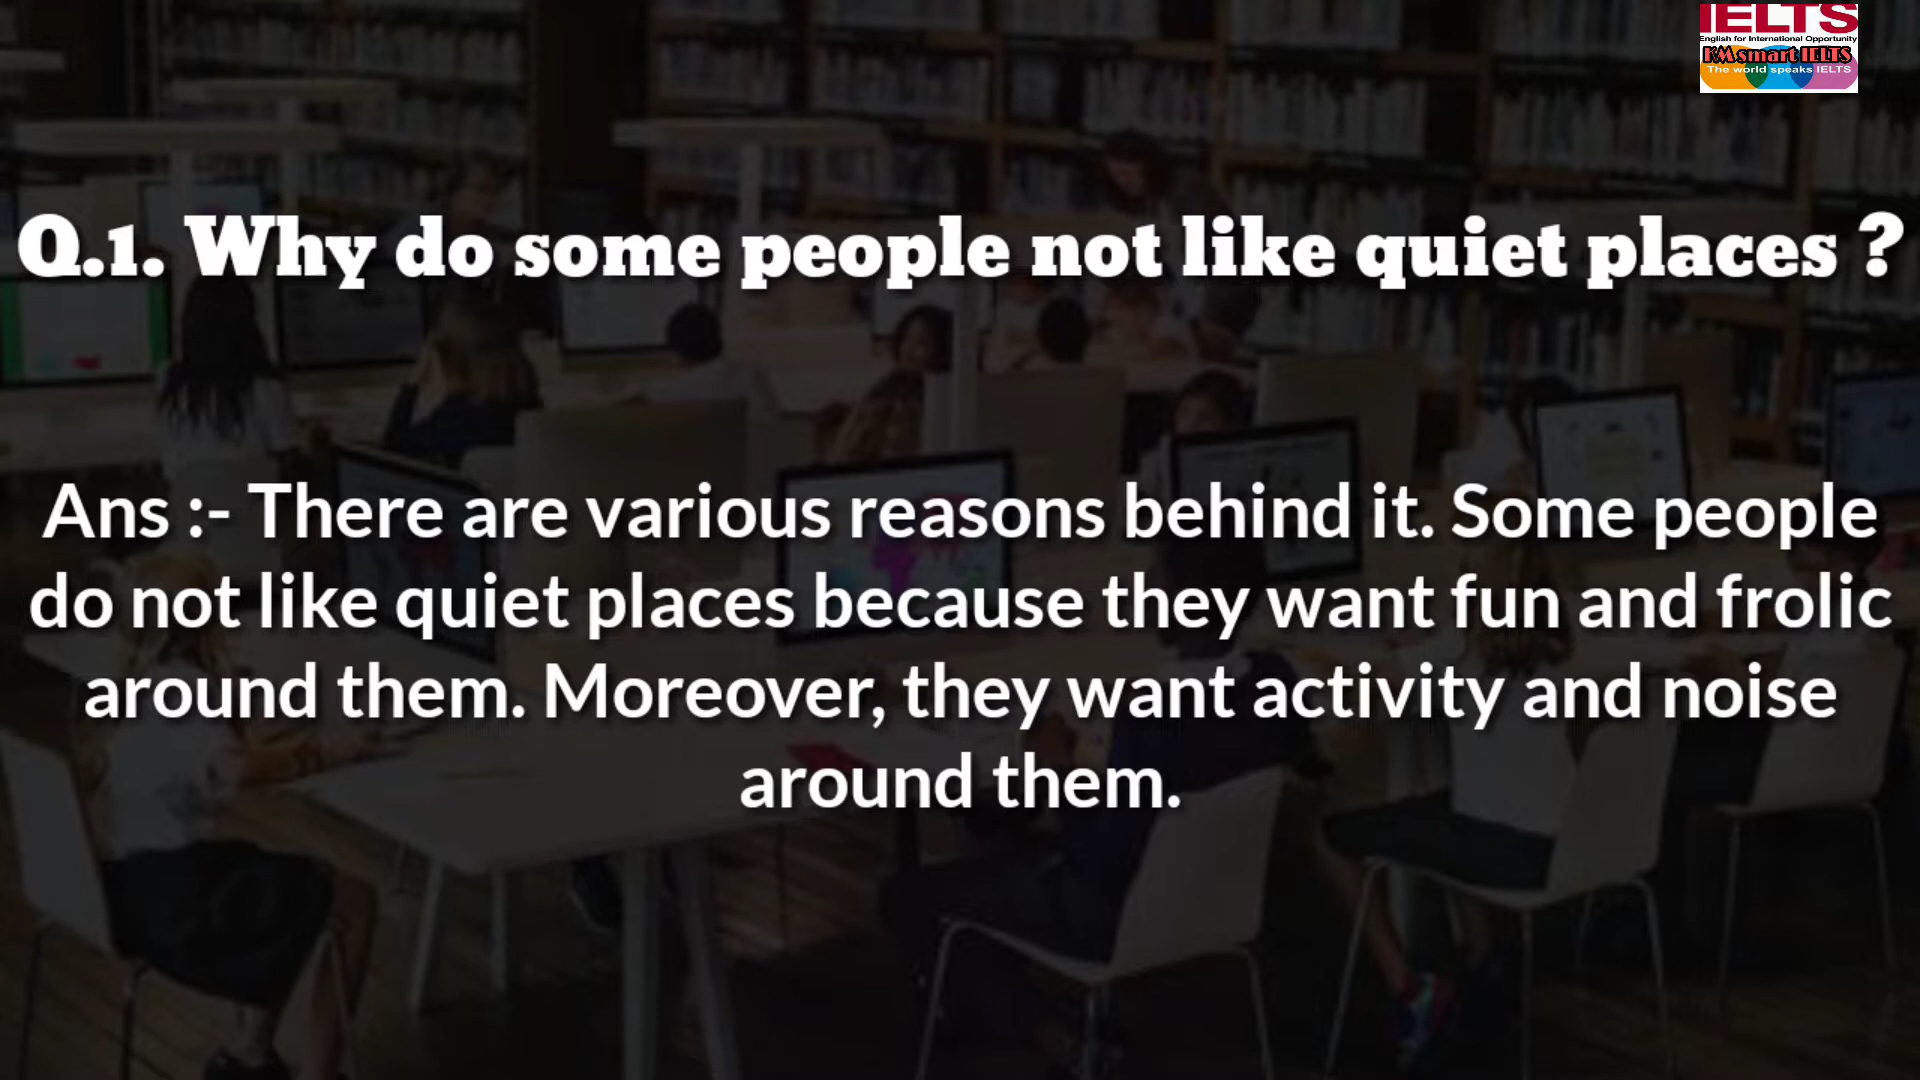 IELTS
English for International Opportunity
KMsmart IELTS
The world speaks IELTS
Q.1. Why do some people not like quiet places ?
Ans :- There are various reasons behind it. Some people
do not like quiet places because they want fun and frolic
around them. Moreover, they want activity and noise
around them.